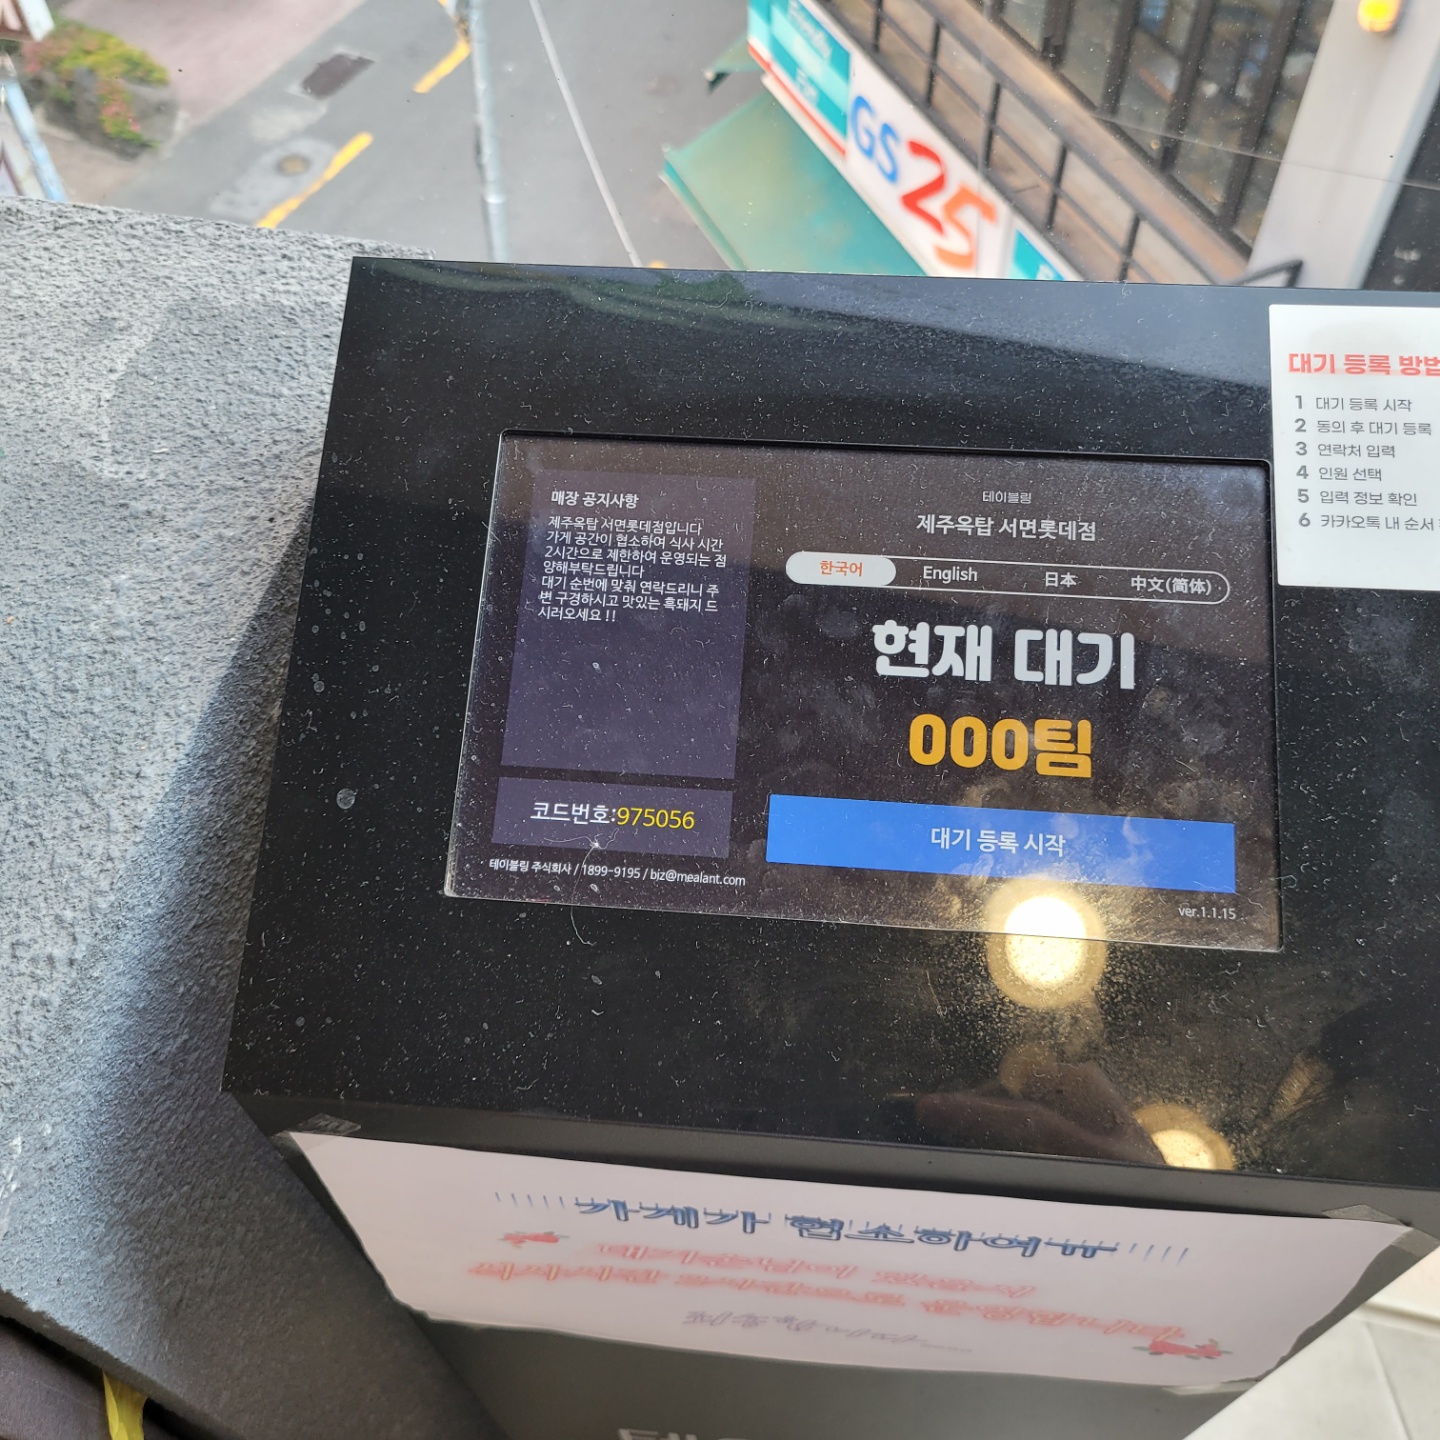 GS25
대기 등록 방법
1 대기 등록 시작
2 동의 후 대기 등록
3 연락처 입력
4 인원 선택
5 입력 정보 확인
6 카카오톡 내 순서
매장 공지사항
제주옥탑 서면롯데점입니다
가게 공간이 협소하여 식사 시간
2시간으로 제한하여 운영되는 점
양해부탁드립니다
대기 순번에 맞춰 연락드리니 주
변 구경하시고 맛있는 흑돼지 드
시러오세요 !!
코드번호:975056
테이블링 주식회사 / 1899-9195 / biz@mealant.com
테이블링
제주옥탑 서면롯데점
한국어 English 日本 中文(简体)
현재 대기
000팀
대기 등록 시작
ver.1.1.15
가게가 협소하여ㅠ